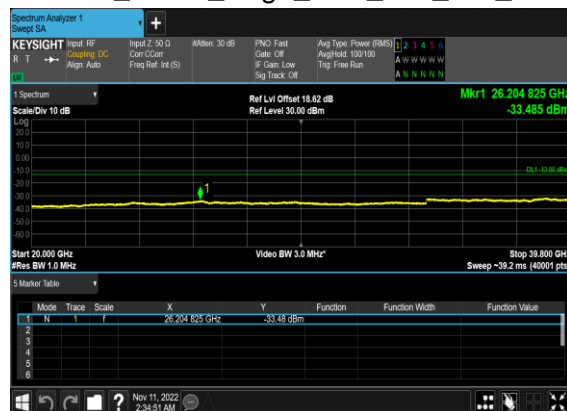 Spectrum Analyzer 1
Swept SA
KEYSIGHT
R T
Input: RF
Coupling: DC
Align: Auto
Input Z: 50 Ω
Corr CCorr
Freq Ref: Int (S)
#Atten: 30 dB
PNO: Fast
Gate: Off
IF Gain: Low
Sig Track: Off
Avg Type: Power (RMS)
Avg|Hold: 100/100
Trig: Free Run
1 2 3 4 5 6
A W W W W W
A N N N N N
1 Spectrum
Scale/Div 10 dB
Ref Lvl Offset 18.62 dB
Ref Level 30.00 dBm
Mkr1 26.204 825 GHz
-33.485 dBm
Log
20.0
10.0
0.00
-10.0
DL1 -13.00 dBm
-20.0
1
-30.0
-40.0
-50.0
-60.0
Start 20.000 GHz
#Res BW 1.0 MHz
Video BW 3.0 MHz*
Stop 39.800 GHz
Sweep ~39.2 ms (40001 pts)
5 Marker Table
Mode Trace Scale X Y Function Function Width Function Value
1 N 1 f 26.204 825 GHz -33.48 dBm
2
3
4
5
6
?
Nov 11, 2022
2:34:51 AM